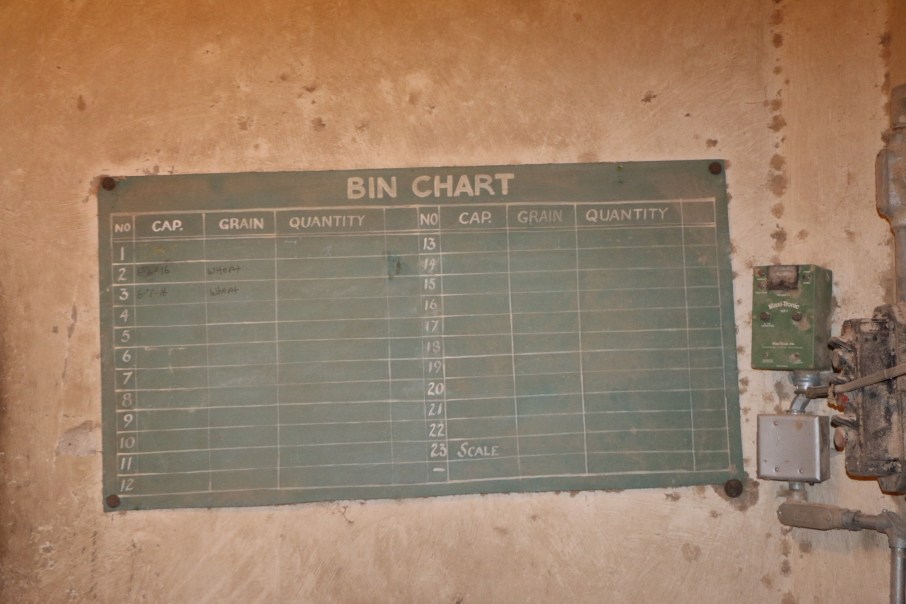 BIN CHART
NO CAP. GRAIN QUANTITY NO CAP. GRAIN QUANTITY
1 13
2 WHEAT 14
3 WHEAT 15
4 16
5 17
6 18
7 19
8 20
9 21
10 22
11 23 SCALE
12 –